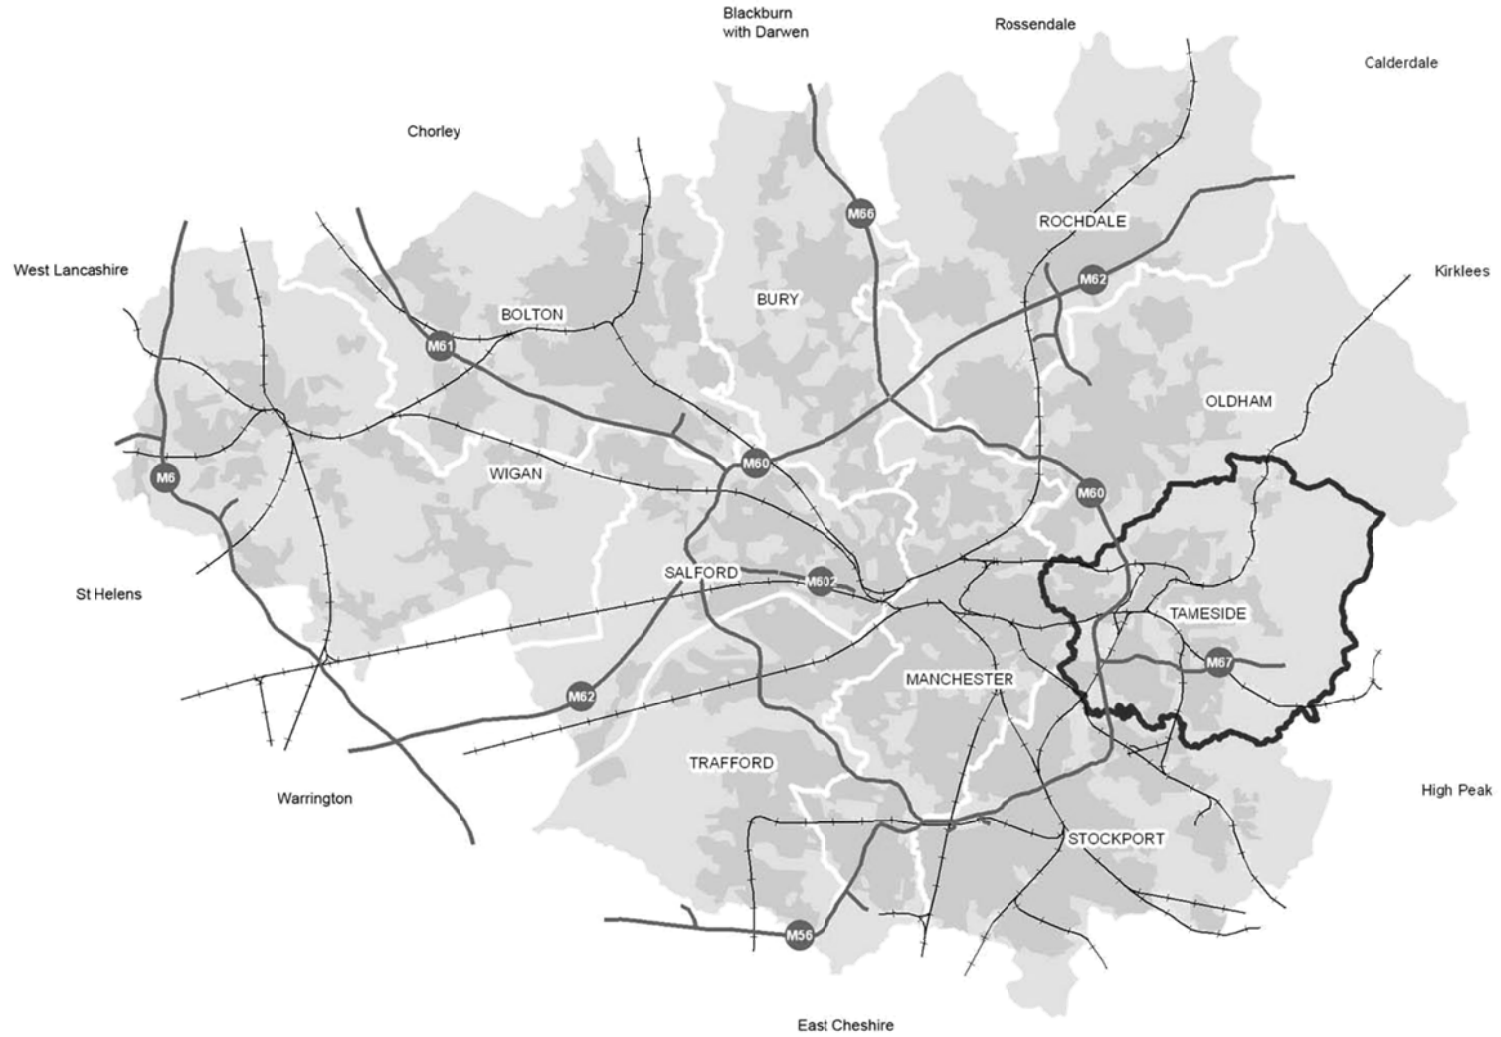 Blackburn
with Darwen
Rossendale
Calderdale
Chorley
M66
ROCHDALE
West Lancashire
Kirklees
M62
BURY
BOLTON
M61
OLDHAM
M60
WIGAN
M6
M60
SALFORD
M602
St Helens
TAMESIDE
M67
MANCHESTER
M62
TRAFFORD
High Peak
Warrington
STOCKPORT
M56
East Cheshire